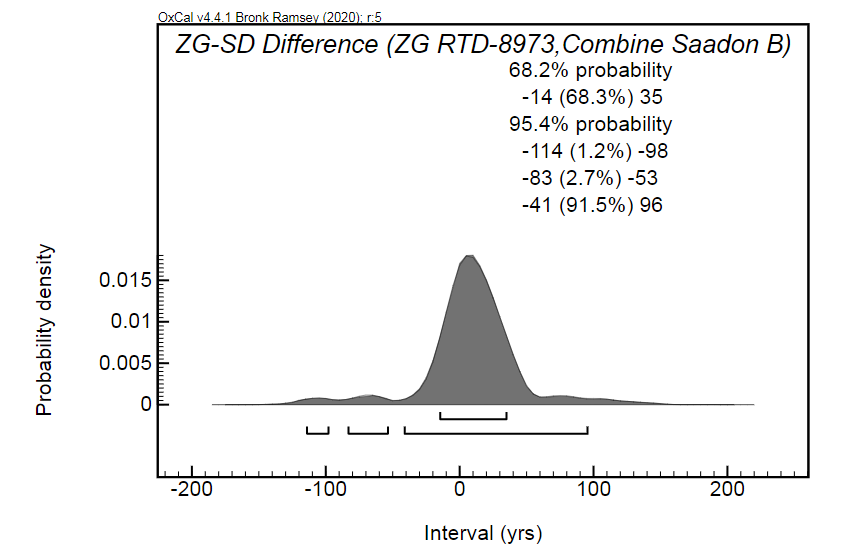 OxCal v4.4.1 Bronk Ramsey (2020); r:5
ZG-SD Difference (ZG RTD-8973,Combine Saadon B)
68.2% probability
-14 (68.3%) 35
95.4% probability
-114 (1.2%) -98
-83 (2.7%) -53
-41 (91.5%) 96
Probability density
0.015
0.01
0.005
0
-200 -100 0 100 200
Interval (yrs)